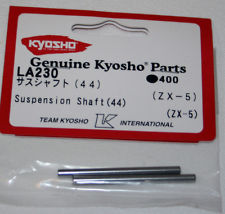 KYOSHO
Genuine Kyosho Parts
LA230 ●400
サスシャフト(44) (ZX-5)
Suspension Shaft(44) (ZX-5)
TEAM KYOSHO K INTERNATIONAL